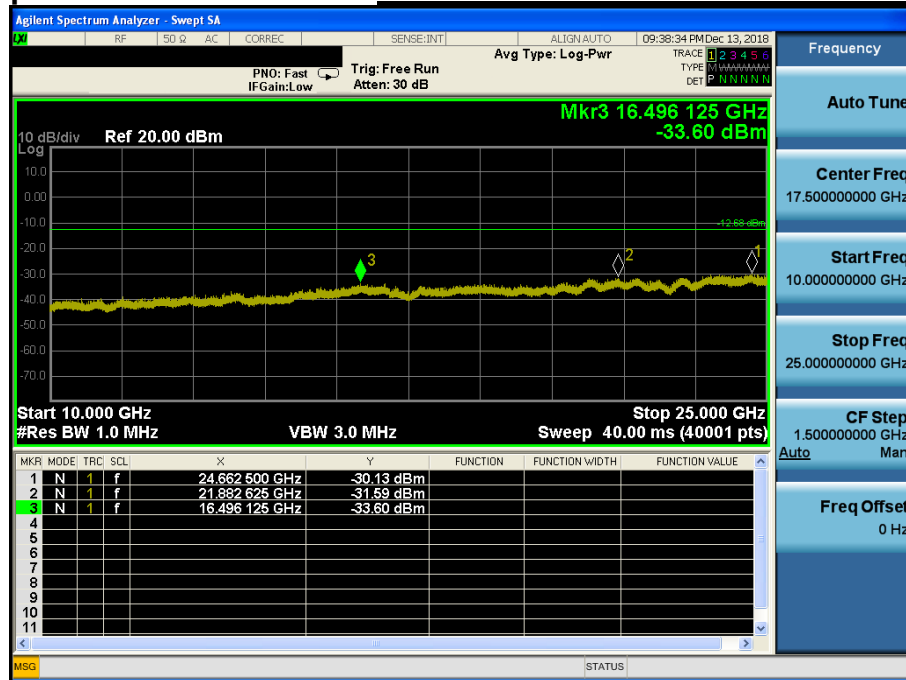 Agilent Spectrum Analyzer - Swept SA
LXI RF 50 Ω AC CORREC SENSE:INT ALIGN AUTO 09:38:34 PM Dec 13, 2018
Frequency
Avg Type: Log-Pwr TRACE 1 2 3 4 5 6
PNO: Fast Trig: Free Run TYPE M W W W W W
IFGain:Low Atten: 30 dB DET P N N N N N
Auto Tune
Mkr3 16.496 125 GHz
10 dB/div Ref 20.00 dBm -33.60 dBm
Log
10.0
0.00
-10.0
-12.68 dBm
-20.0
-30.0
-40.0
-50.0
-60.0
-70.0
1
2
3
Center Freq
17.500000000 GHz
Start Freq
10.000000000 GHz
Stop Freq
25.000000000 GHz
Start 10.000 GHz Stop 25.000 GHz
#Res BW 1.0 MHz VBW 3.0 MHz Sweep 40.00 ms (40001 pts)
CF Step
1.500000000 GHz
Auto Man
Freq Offset
0 Hz
MKR MODE TRC SCL X Y FUNCTION FUNCTION WIDTH FUNCTION VALUE
1 N 1 f 24.662 500 GHz -30.13 dBm
2 N 1 f 21.882 625 GHz -31.59 dBm
3 N 1 f 16.496 125 GHz -33.60 dBm
4
5
6
7
8
9
10
11
MSG STATUS